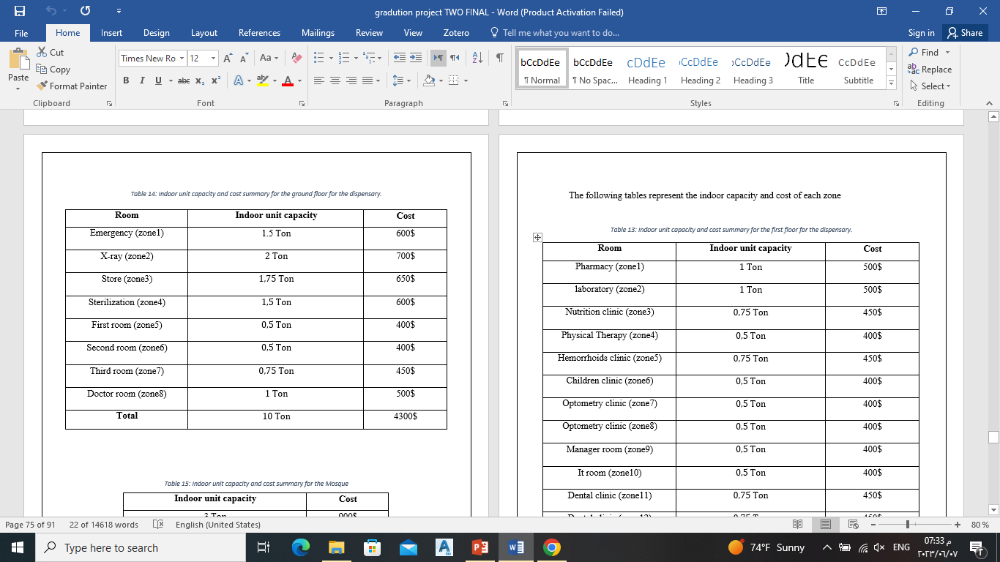 gradution project TWO FINAL - Word (Product Activation Failed)
File Home Insert Design Layout References Mailings Review View Zotero Tell me what you want to do... Sign in Share
Paste
Cut
Copy
Format Painter
Clipboard
Times New Ro 12
Font
Paragraph
bCcDdEe bCcDdEe cDdEe CcDdEe CcDdEe CcDdEe
¶ Normal ¶ No Spac... Heading 1 Heading 2 Heading 3 Title Subtitle
Styles
Find
Replace
Select
Editing
Table 14: Indoor unit capacity and cost summary for the ground floor for the dispensary.
Room Indoor unit capacity Cost
Emergency (zone1) 1.5 Ton 600$
X-ray (zone2) 2 Ton 700$
Store (zone3) 1,75 Ton 650$
Sterilization (zone4) 1,5 Ton 600$
First room (zone5) 0,5 Ton 400$
Second room (zone6) 0,5 Ton 400$
Third room (zone7) 0,75 Ton 450$
Doctor room (zone8) 1 Ton 500$
Total 10 Ton 4300$
Table 15: Indoor unit capacity and cost summary for the Mosque
Indoor unit capacity Cost
3 Ton 900$
The following tables represent the indoor capacity and cost of each zone
Table 13: Indoor unit capacity and cost summary for the first floor for the dispensary.
Room Indoor unit capacity Cost
Pharmacy (zone1) 1 Ton 500$
laboratory (zone2) 1 Ton 500$
Nutrition clinic (zone3) 0,75 Ton 450$
Physical Therapy (zone4) 0,5 Ton 400$
Hemorrhoids clinic (zone5) 0,75 Ton 450$
Children clinic (zone6) 0,5 Ton 400$
Optometry clinic (zone7) 0,5 Ton 400$
Optometry clinic (zone8) 0,5 Ton 400$
Manager room (zone9) 0,5 Ton 400$
It room (zone10) 0,5 Ton 400$
Dental clinic (zone11) 0,75 Ton 450$
Page 75 of 91 22 of 14618 words English (United States) 80 %
Type here to search
74°F Sunny
ENG
07:33 م
٢٠٢٣/٠٦/٠٧